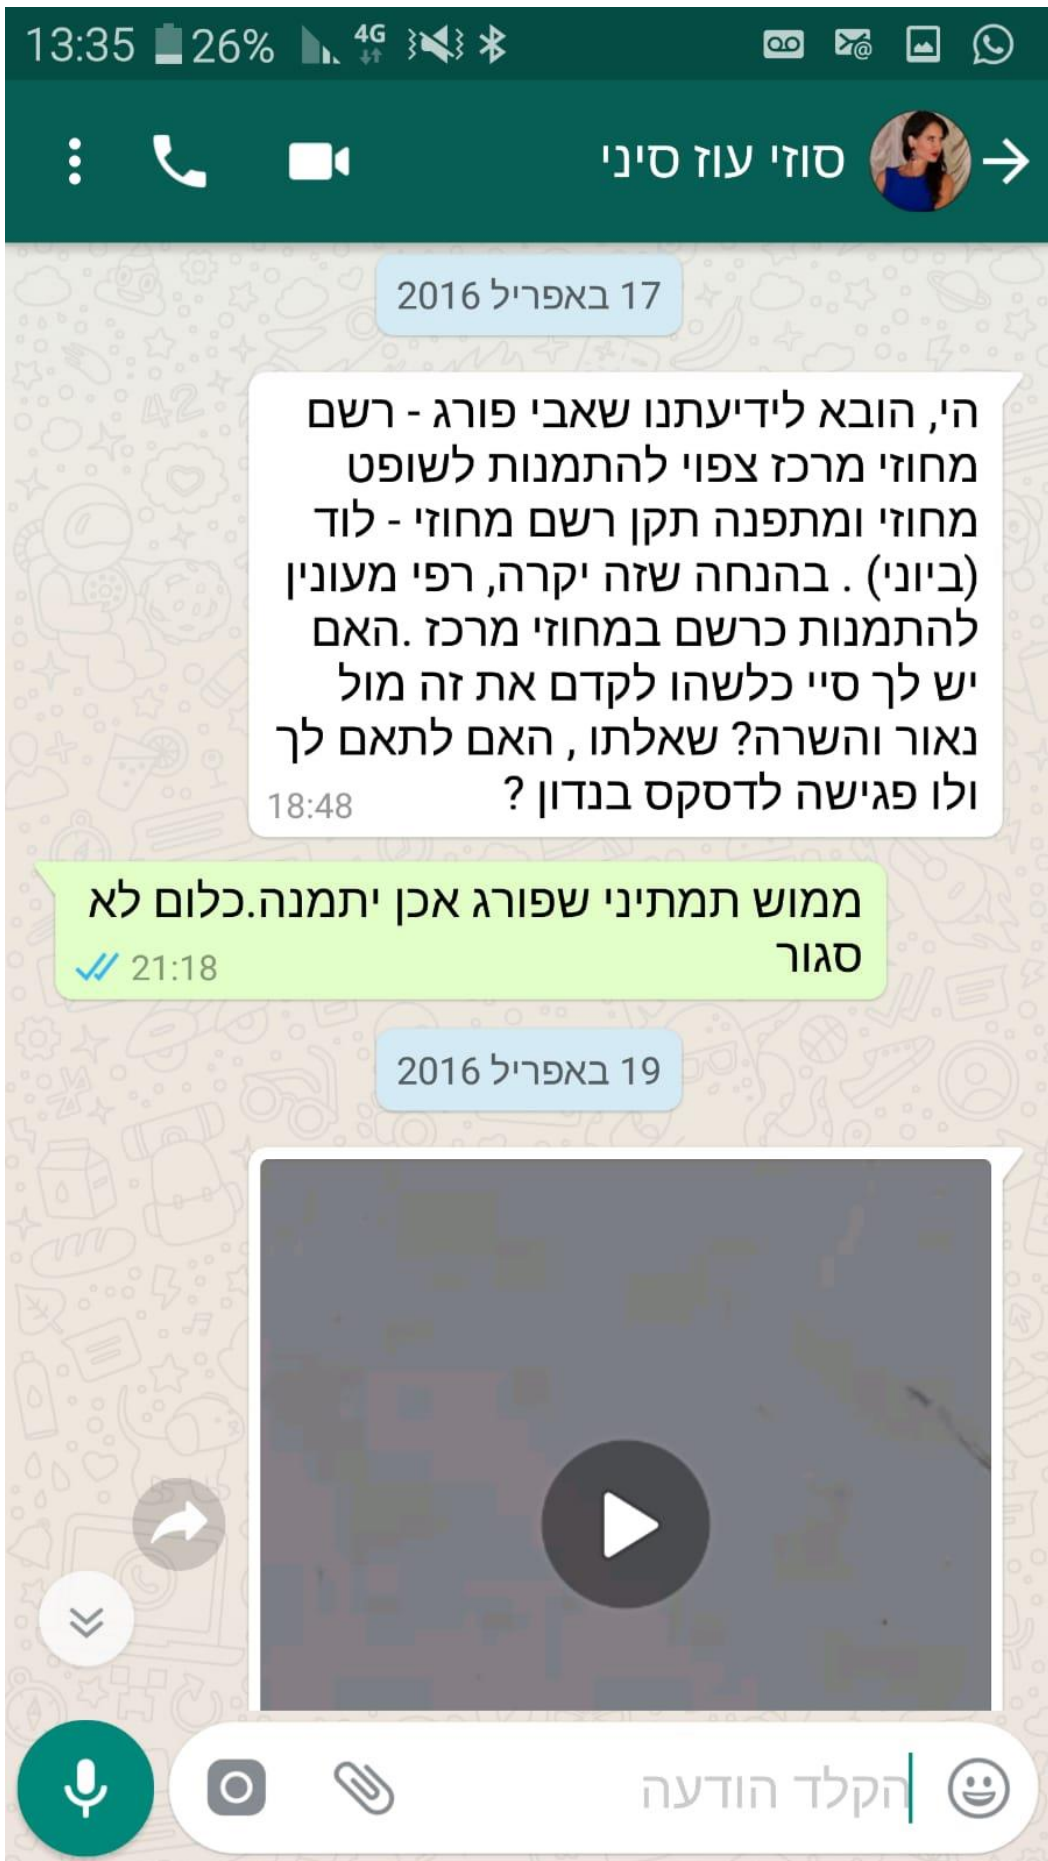 13:35 26% 4G
סוזי עוז סיני
17 באפריל 2016
הי, הובא לידיעתנו שאבי פורג - רשם
מחוזי מרכז צפוי להתמנות לשופט
מחוזי ומתפנה תקן רשם מחוזי - לוד
(ביוני) . בהנחה שזה יקרה, רפי מעונין
להתמנות כרשם במחוזי מרכז .האם
יש לך סיי כלשהו לקדם את זה מול
נאור והשרה? שאלתו , האם לתאם לך
ולו פגישה לדסקס בנדון ?
18:48
ממוש תמתיני שפורג אכן יתמנה.כלום לא
סגור
21:18
19 באפריל 2016
הקלד הודעה